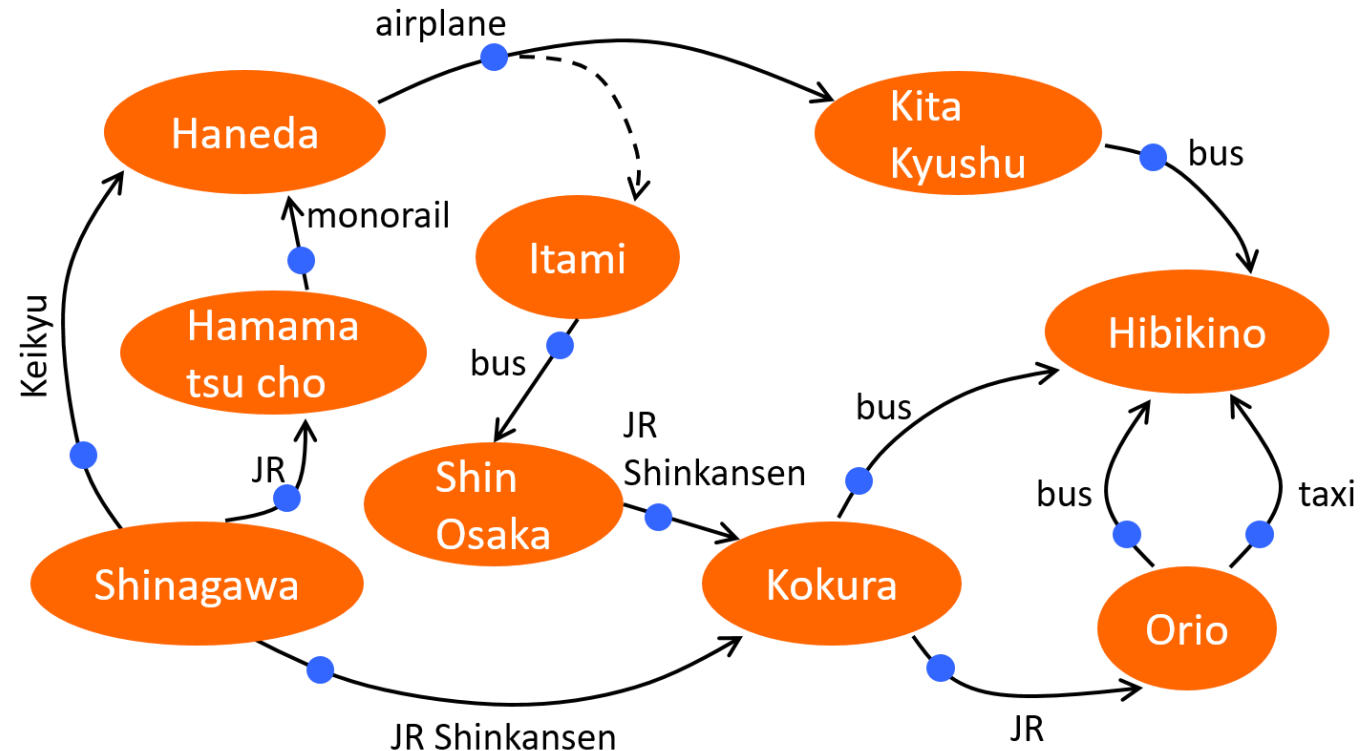 airplane
Haneda
Kita
Kyushu
bus
monorail
Itami
Hamama
tsu cho
Hibikino
Keikyu
bus
bus
JR
Shinkansen
JR
Shin
Osaka
bus
taxi
Shinagawa
Kokura
Orio
JR Shinkansen
JR